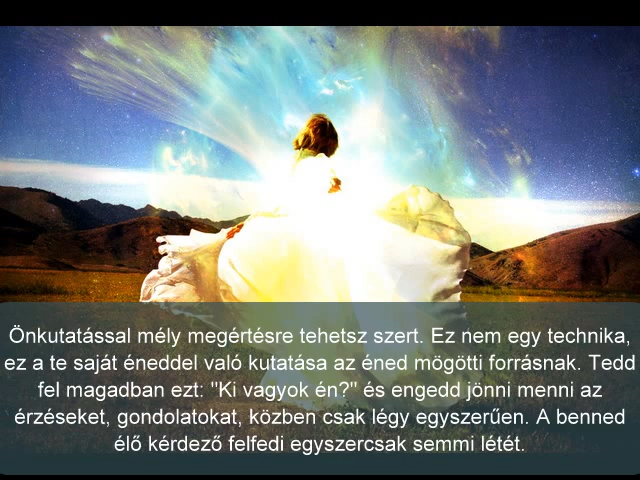 Önkutatással mély megértésre tehetsz szert. Ez nem egy technika,
ez a te saját éneddel való kutatása az éned mögötti forrásnak. Tedd
fel magadban ezt: "Ki vagyok én?" és engedd jönni menni az
érzéseket, gondolatokat, közben csak légy egyszerűen. A benned
élő kérdező felfedi egyszercsak semmi létét.